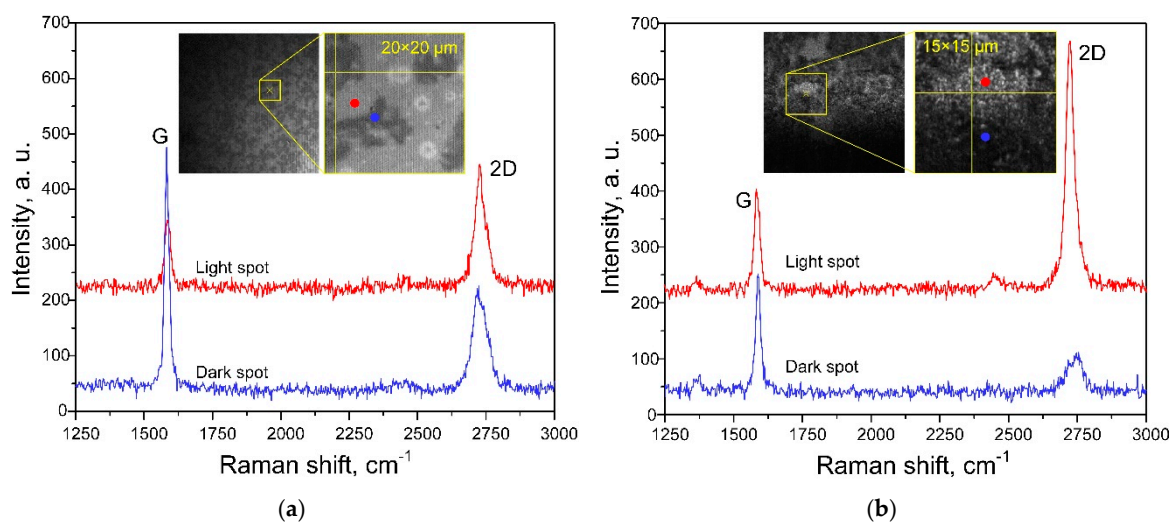 700
600
500
400
300
200
100
0
Intensity, a. u.
20×20 µm
G
2D
Light spot
Dark spot
1250 1500 1750 2000 2250 2500 2750 3000
Raman shift, cm⁻¹
(a)
700
600
500
400
300
200
100
0
Intensity, a. u.
15×15 µm
2D
G
Light spot
Dark spot
1250 1500 1750 2000 2250 2500 2750 3000
Raman shift, cm⁻¹
(b)